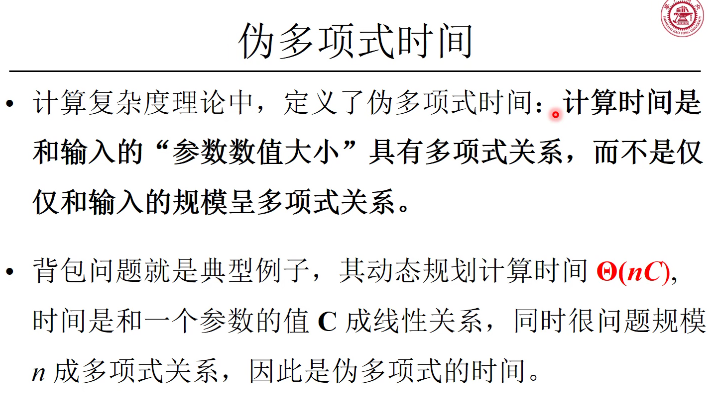 伪多项式时间
• 计算复杂度理论中，定义了伪多项式时间：计算时间是
和输入的“参数数值大小”具有多项式关系，而不是仅
仅和输入的规模呈多项式关系。
• 背包问题就是典型例子，其动态规划计算时间 Θ(nC),
时间是和一个参数的值 C 成线性关系，同时很问题规模
n 成多项式关系，因此是伪多项式的时间。